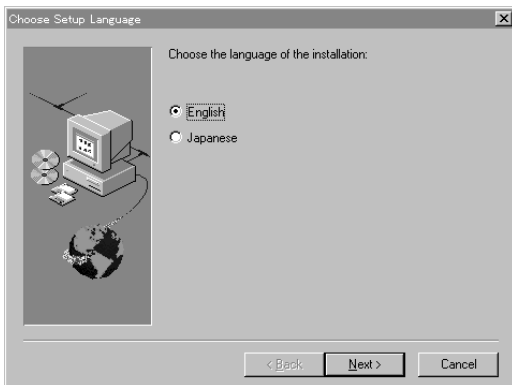 Choose Setup Language
Choose the language of the installation:
English
Japanese
< Back
Next >
Cancel